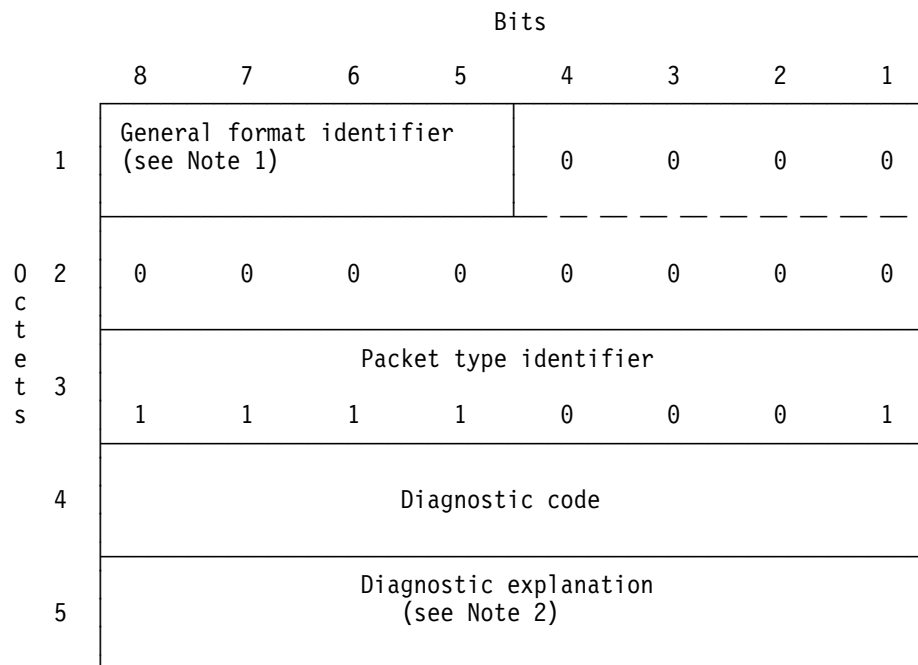 Bits
8 7 6 5 4 3 2 1
General format identifier
1 (see Note 1) 0 0 0 0
Octets
2 0 0 0 0 0 0 0 0
Packet type identifier
3
1 1 1 1 0 0 0 1
4 Diagnostic code
Diagnostic explanation
5 (see Note 2)